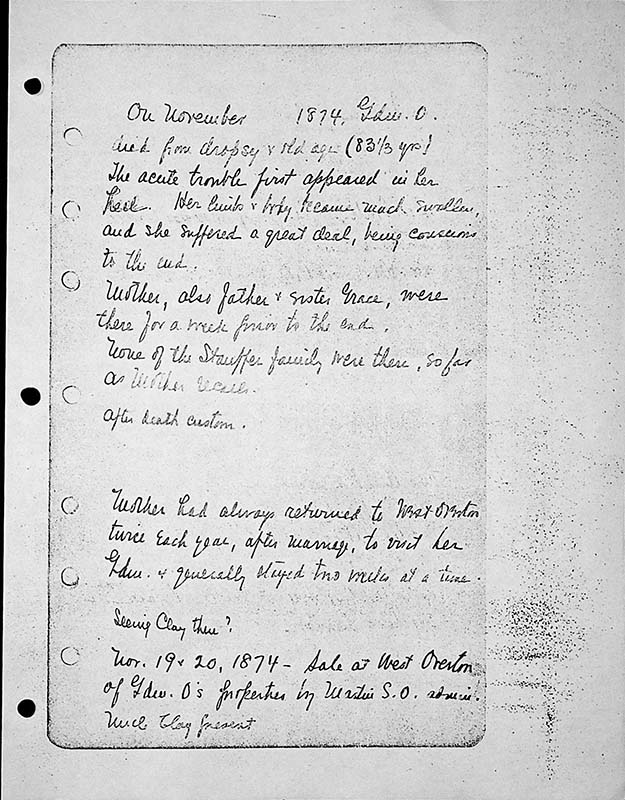 On November 1874, Gdm. O.
died from dropsy & old age (83 1/3 yrs)
The acute trouble first appeared in her
heel. Her limbs & body became much swollen,
and she suffered a great deal, being conscious
to the end.
Mother, also father & sister Grace, were
there for a week prior to the end.
None of the Stauffer family were there, so far
as Mother recalls.
After death custom.
Mother had always returned to West Overton
twice each year, after marriage, to visit her
Gdm. & generally stayed two weeks at a time.
Seeing Clay then?
Nov. 19 & 20, 1874 - Sale at West Overton
of Gdm. O's properties by Martin S. O.
Uncle Clay present